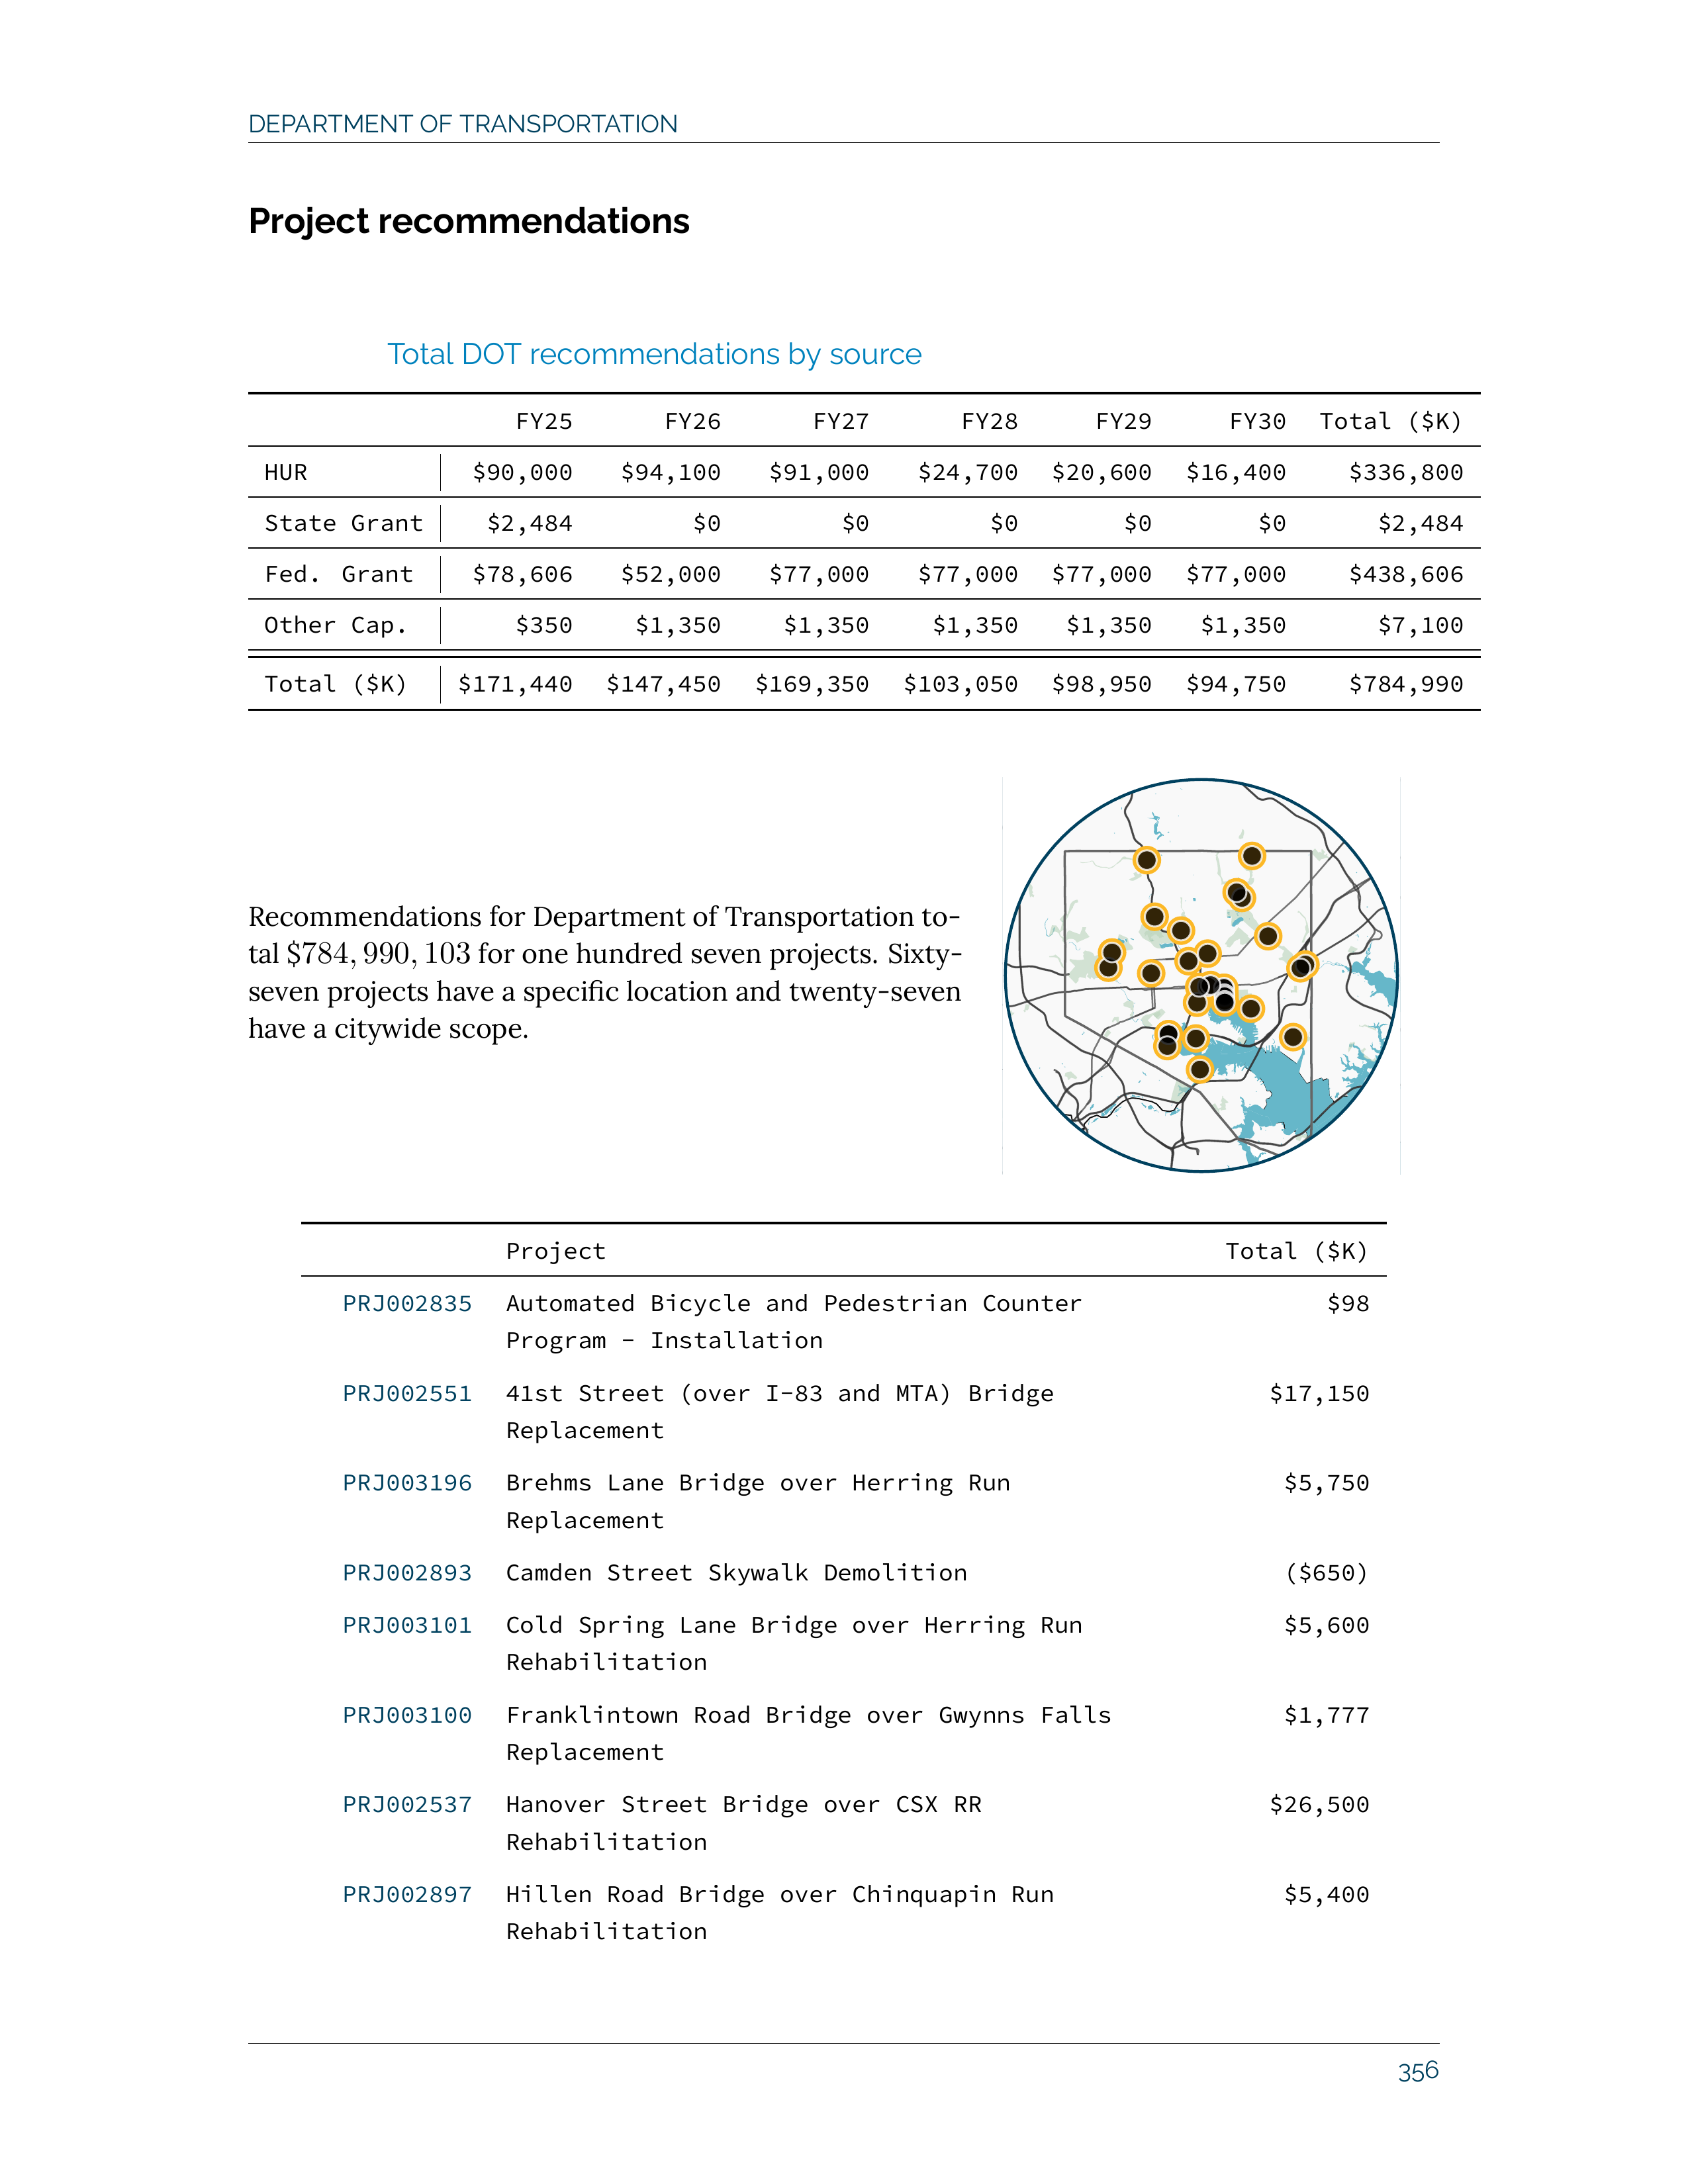 DEPARTMENT OF TRANSPORTATION
Project recommendations
Total DOT recommendations by source
FY25 FY26 FY27 FY28 FY29 FY30 Total ($K)
HUR $90,000 $94,100 $91,000 $24,700 $20,600 $16,400 $336,800
State Grant $2,484 $0 $0 $0 $0 $0 $2,484
Fed. Grant $78,606 $52,000 $77,000 $77,000 $77,000 $77,000 $438,606
Other Cap. $350 $1,350 $1,350 $1,350 $1,350 $1,350 $7,100
Total ($K) $171,440 $147,450 $169,350 $103,050 $98,950 $94,750 $784,990
Recommendations for Department of Transportation to-
tal $784, 990, 103 for one hundred seven projects. Sixty-
seven projects have a specific location and twenty-seven
have a citywide scope.
Project Total ($K)
PRJ002835 Automated Bicycle and Pedestrian Counter $98
Program – Installation
PRJ002551 41st Street (over I-83 and MTA) Bridge $17,150
Replacement
PRJ003196 Brehms Lane Bridge over Herring Run $5,750
Replacement
PRJ002893 Camden Street Skywalk Demolition ($650)
PRJ003101 Cold Spring Lane Bridge over Herring Run $5,600
Rehabilitation
PRJ003100 Franklintown Road Bridge over Gwynns Falls $1,777
Replacement
PRJ002537 Hanover Street Bridge over CSX RR $26,500
Rehabilitation
PRJ002897 Hillen Road Bridge over Chinquapin Run $5,400
Rehabilitation
356